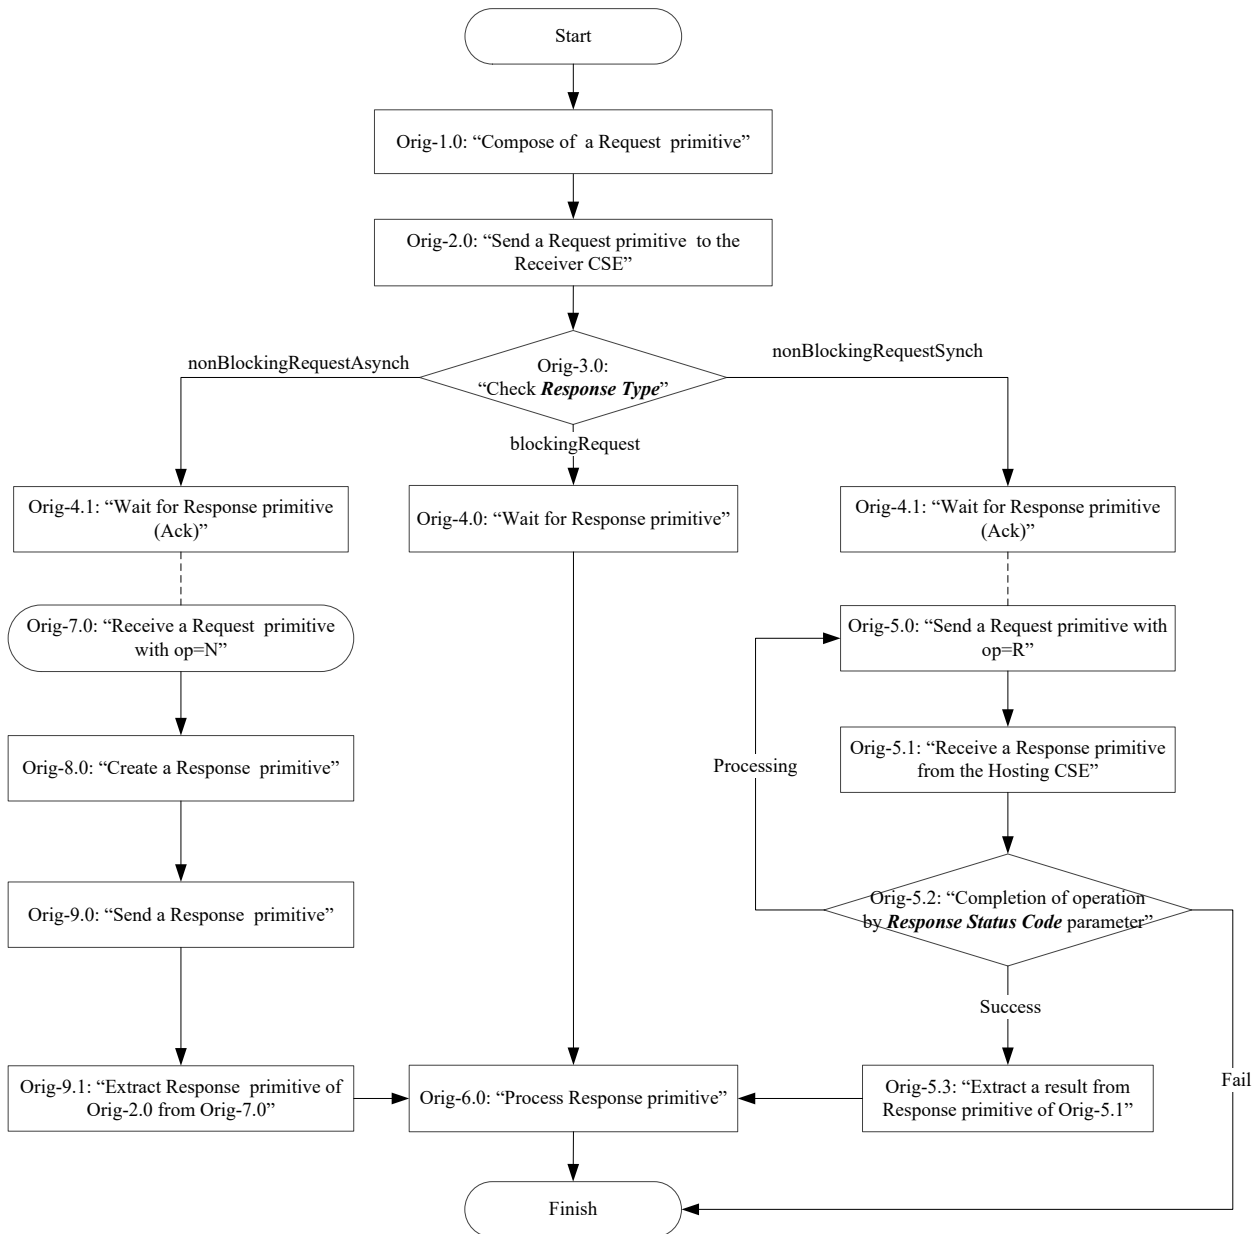 Start
Orig-1.0: “Compose of a Request primitive”
Orig-2.0: “Send a Request primitive to the
Receiver CSE”
nonBlockingRequestAsynch
Orig-3.0:
“Check Response Type”
nonBlockingRequestSynch
blockingRequest
Orig-4.1: “Wait for Response primitive
(Ack)”
Orig-4.0: “Wait for Response primitive”
Orig-4.1: “Wait for Response primitive
(Ack)”
Orig-7.0: “Receive a Request primitive
with op=N”
Orig-5.0: “Send a Request primitive with
op=R”
Orig-8.0: “Create a Response primitive”
Processing
Orig-5.1: “Receive a Response primitive
from the Hosting CSE”
Orig-9.0: “Send a Response primitive”
Orig-5.2: “Completion of operation
by Response Status Code parameter”
Success
Orig-9.1: “Extract Response primitive of
Orig-2.0 from Orig-7.0”
Orig-6.0: “Process Response primitive”
Orig-5.3: “Extract a result from
Response primitive of Orig-5.1”
Fail
Finish